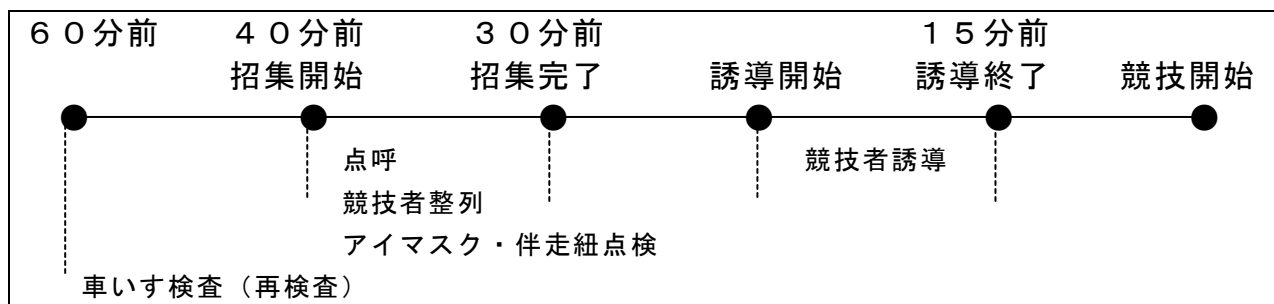 ６０分前　４０分前　３０分前　１５分前
招集開始　招集完了　誘導開始　誘導終了　競技開始
点呼　競技者誘導
競技者整列
アイマスク・伴走紐点検
車いす検査（再検査）